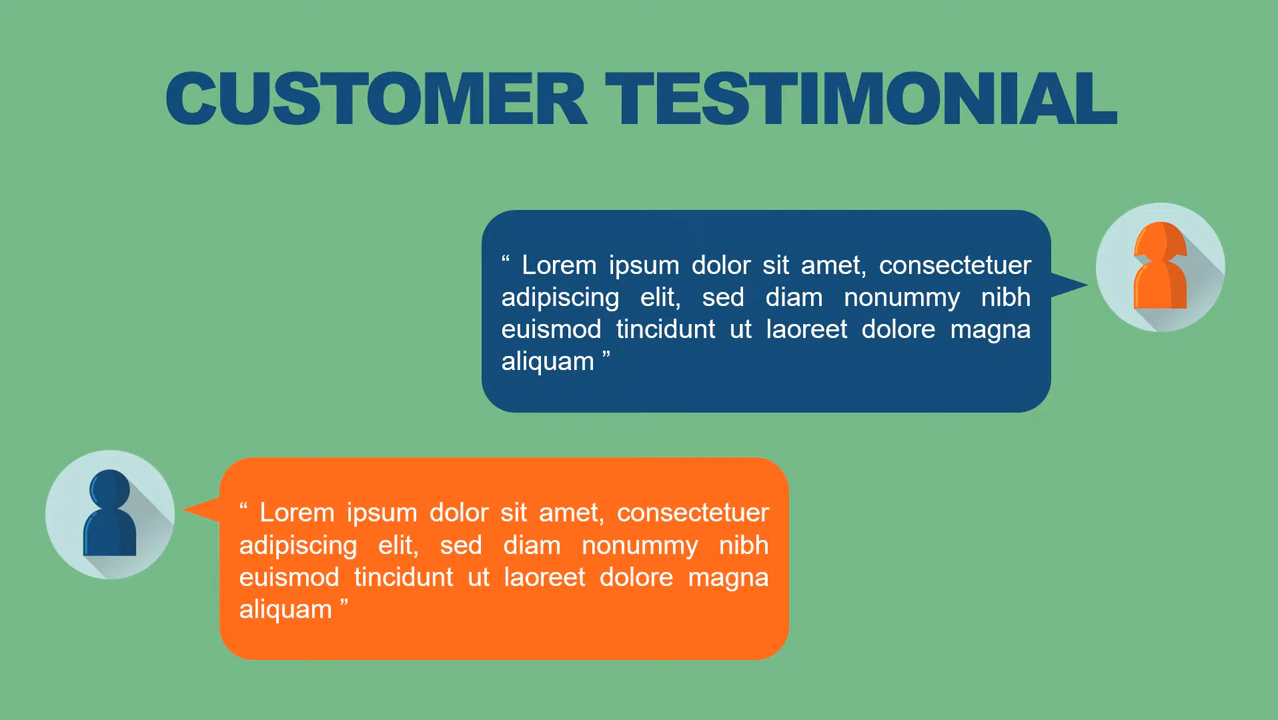 CUSTOMER TESTIMONIAL
“ Lorem ipsum dolor sit amet, consectetuer
adipiscing elit, sed diam nonummy nibh
euismod tincidunt ut laoreet dolore magna
aliquam ”
“ Lorem ipsum dolor sit amet, consectetuer
adipiscing elit, sed diam nonummy nibh
euismod tincidunt ut laoreet dolore magna
aliquam ”